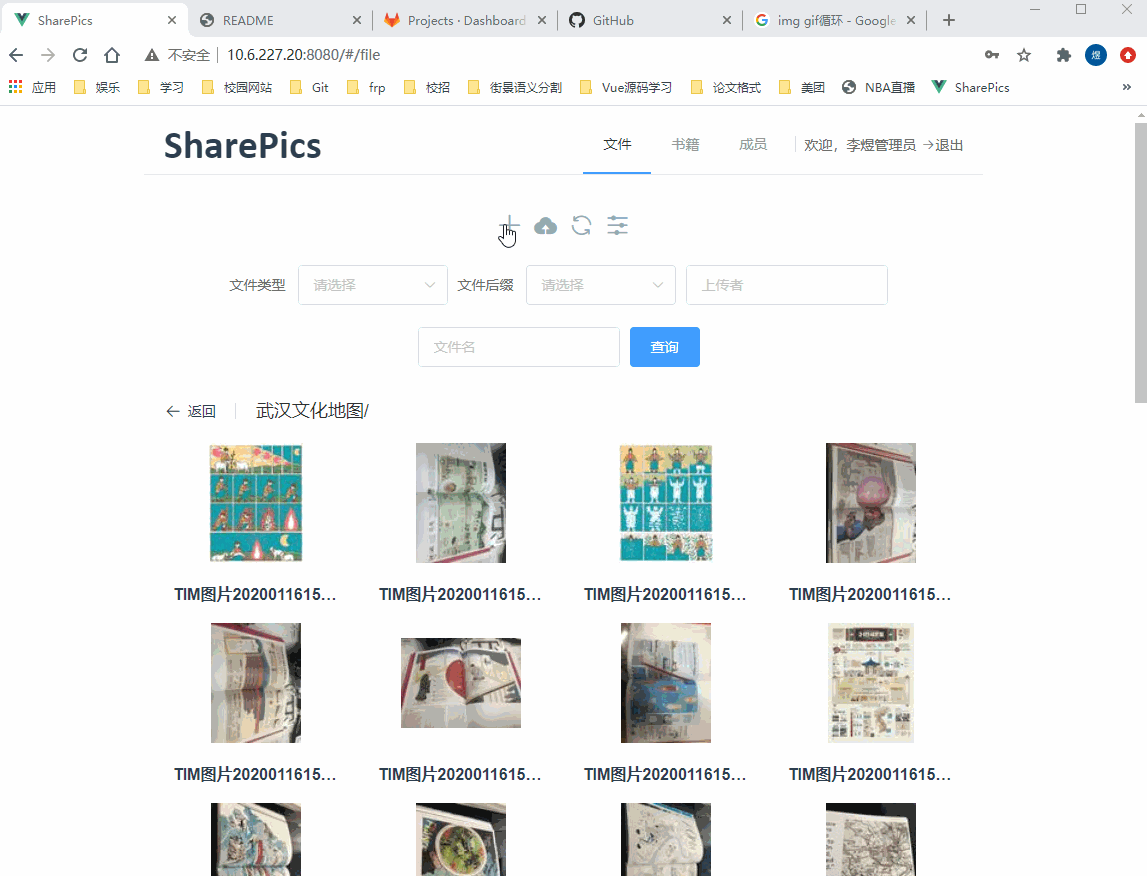 SharePics
README
Projects · Dashboard
GitHub
img gif循环 - Google
不安全
10.6.227.20:8080/#/file
煜
应用
娱乐
学习
校园网站
Git
frp
校招
街景语义分割
Vue源码学习
论文格式
美团
NBA直播
SharePics
»
SharePics
文件
书籍
成员
欢迎，李煜管理员 →退出
文件类型
请选择
文件后缀
请选择
上传者
文件名
查询
← 返回
武汉文化地图/
TIM图片2020011615...
TIM图片2020011615...
TIM图片2020011615...
TIM图片2020011615...
TIM图片2020011615...
TIM图片2020011615...
TIM图片2020011615...
TIM图片2020011615...